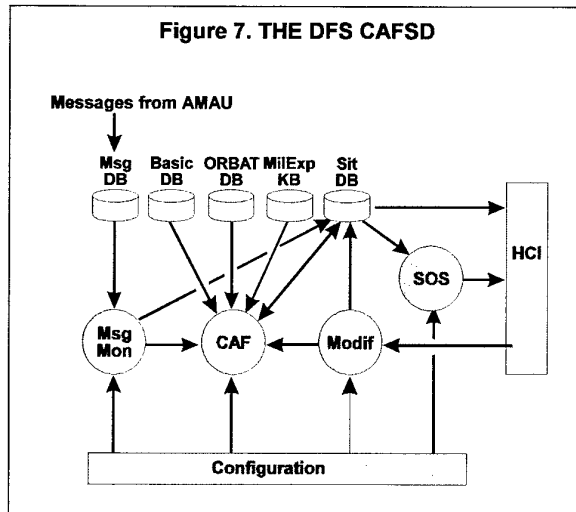 Figure 7. THE DFS CAFSD
Messages from AMAU
Msg DB
Basic DB
ORBAT DB
MilExp KB
Sit DB
HCI
SOS
Msg Mon
CAF
Modif
Configuration